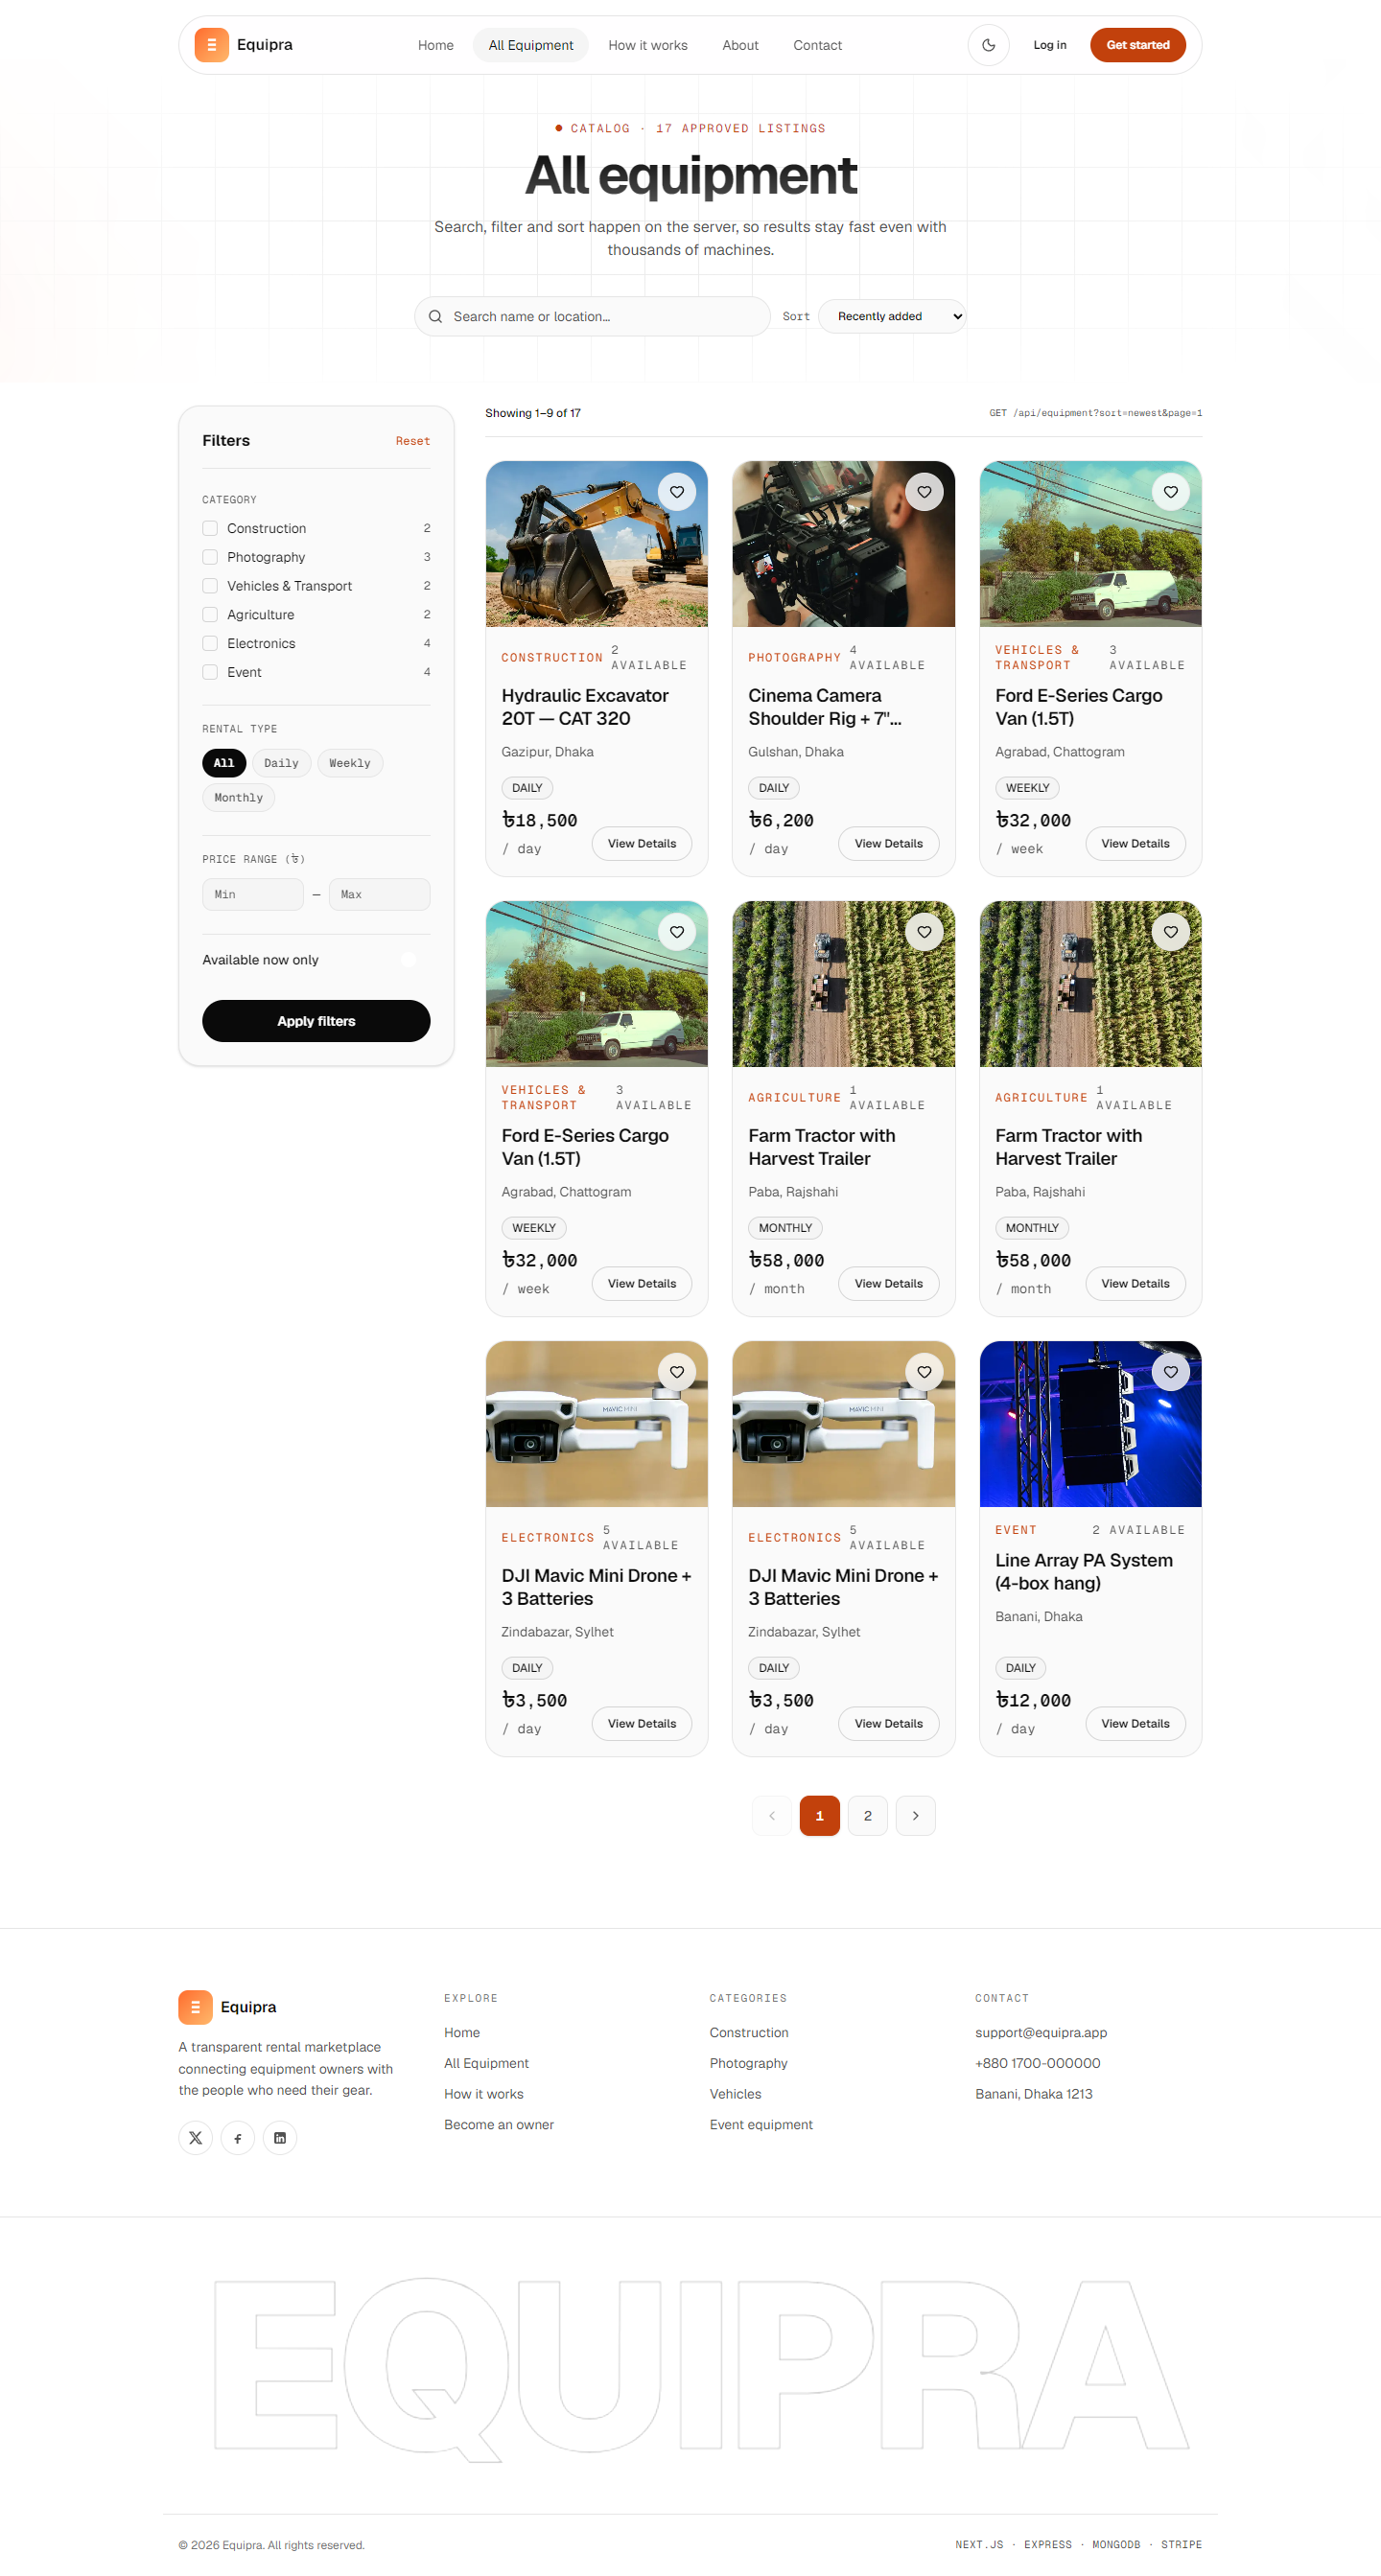 Equipra
Home
All Equipment
How it works
About
Contact
Log in
Get started
CATALOG · 17 APPROVED LISTINGS
All equipment
Search, filter and sort happen on the server, so results stay fast even with
thousands of machines.
Search name or location...
Sort
Recently added
Filters
Reset
CATEGORY
Construction 2
Photography 3
Vehicles & Transport 2
Agriculture 2
Electronics 4
Event 4
RENTAL TYPE
All
Daily
Weekly
Monthly
PRICE RANGE (৳)
Min — Max
Available now only
Apply filters
Showing 1–9 of 17
GET /api/equipment?sort=newest&page=1
CONSTRUCTION
2
AVAILABLE
Hydraulic Excavator
20T — CAT 320
Gazipur, Dhaka
DAILY
৳18,500
/ day
View Details
PHOTOGRAPHY
4
AVAILABLE
Cinema Camera
Shoulder Rig + 7"...
Gulshan, Dhaka
DAILY
৳6,200
/ day
View Details
VEHICLES &
TRANSPORT
3
AVAILABLE
Ford E-Series Cargo
Van (1.5T)
Agrabad, Chattogram
WEEKLY
৳32,000
/ week
View Details
VEHICLES &
TRANSPORT
3
AVAILABLE
Ford E-Series Cargo
Van (1.5T)
Agrabad, Chattogram
WEEKLY
৳32,000
/ week
View Details
AGRICULTURE
1
AVAILABLE
Farm Tractor with
Harvest Trailer
Paba, Rajshahi
MONTHLY
৳58,000
/ month
View Details
AGRICULTURE
1
AVAILABLE
Farm Tractor with
Harvest Trailer
Paba, Rajshahi
MONTHLY
৳58,000
/ month
View Details
MAVIC MINI
ELECTRONICS
5
AVAILABLE
DJI Mavic Mini Drone +
3 Batteries
Zindabazar, Sylhet
DAILY
৳3,500
/ day
View Details
MAVIC MINI
ELECTRONICS
5
AVAILABLE
DJI Mavic Mini Drone +
3 Batteries
Zindabazar, Sylhet
DAILY
৳3,500
/ day
View Details
EVENT
2 AVAILABLE
Line Array PA System
(4-box hang)
Banani, Dhaka
DAILY
৳12,000
/ day
View Details
1
2
Equipra
A transparent rental marketplace
connecting equipment owners with
the people who need their gear.
EXPLORE
Home
All Equipment
How it works
Become an owner
CATEGORIES
Construction
Photography
Vehicles
Event equipment
CONTACT
support@equipra.app
+880 1700-000000
Banani, Dhaka 1213
EQUIPRA
© 2026 Equipra. All rights reserved.
NEXT.JS · EXPRESS · MONGODB · STRIPE